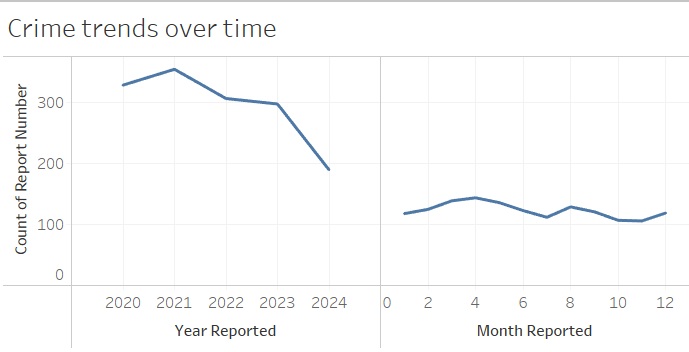 Crime trends over time
Count of Report Number
300
200
100
0
2020 2021 2022 2023 2024
0 2 4 6 8 10 12
Year Reported
Month Reported